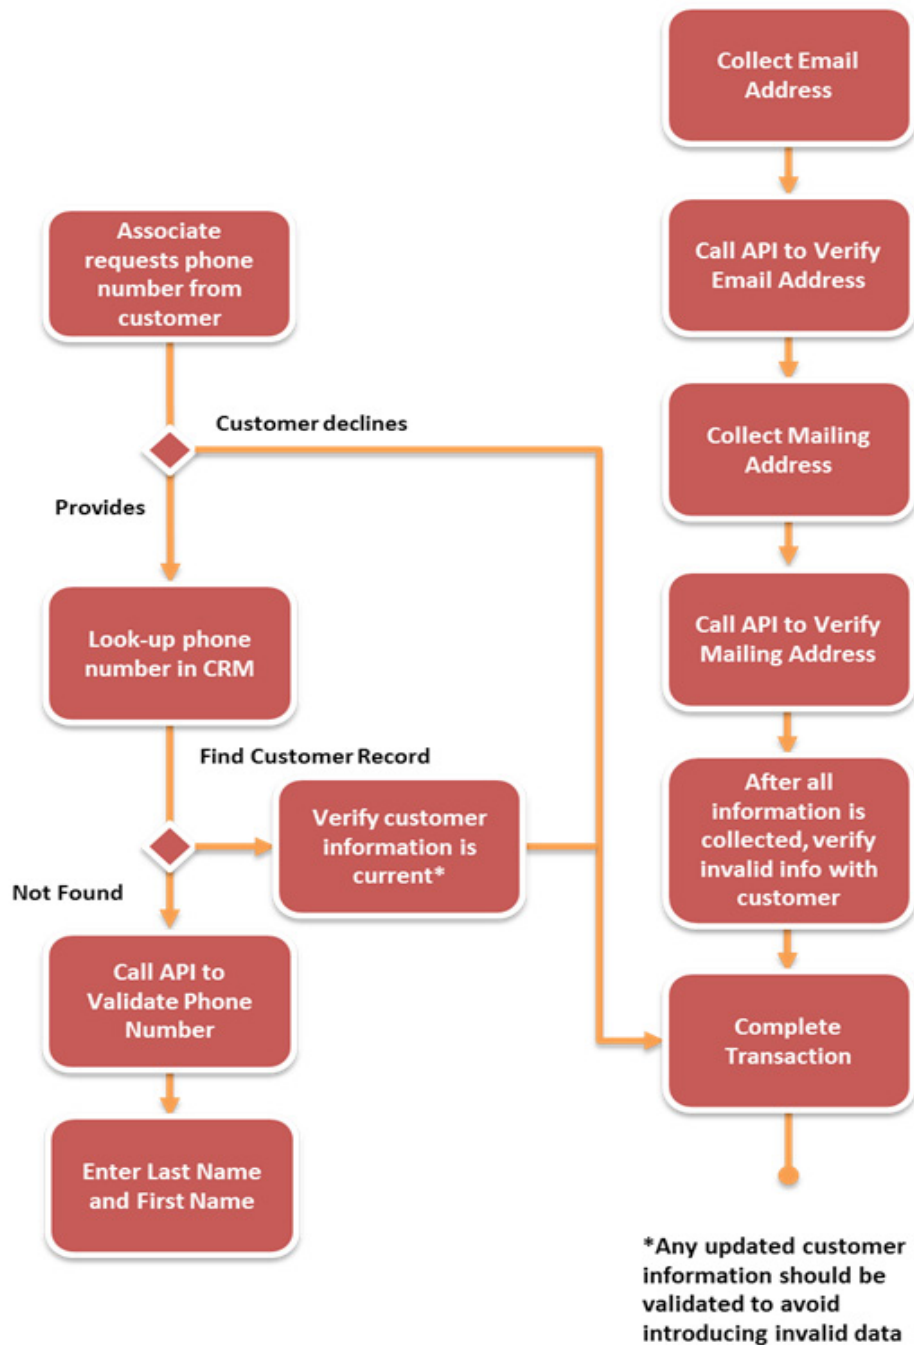 Associate
requests phone
number from
customer
Customer declines
Provides
Look-up phone
number in CRM
Find Customer Record
Verify customer
information is
current*
Not Found
Call API to
Validate Phone
Number
Enter Last Name
and First Name
Collect Email
Address
Call API to Verify
Email Address
Collect Mailing
Address
Call API to Verify
Mailing Address
After all
information is
collected, verify
invalid info with
customer
Complete
Transaction
*Any updated customer
information should be
validated to avoid
introducing invalid data